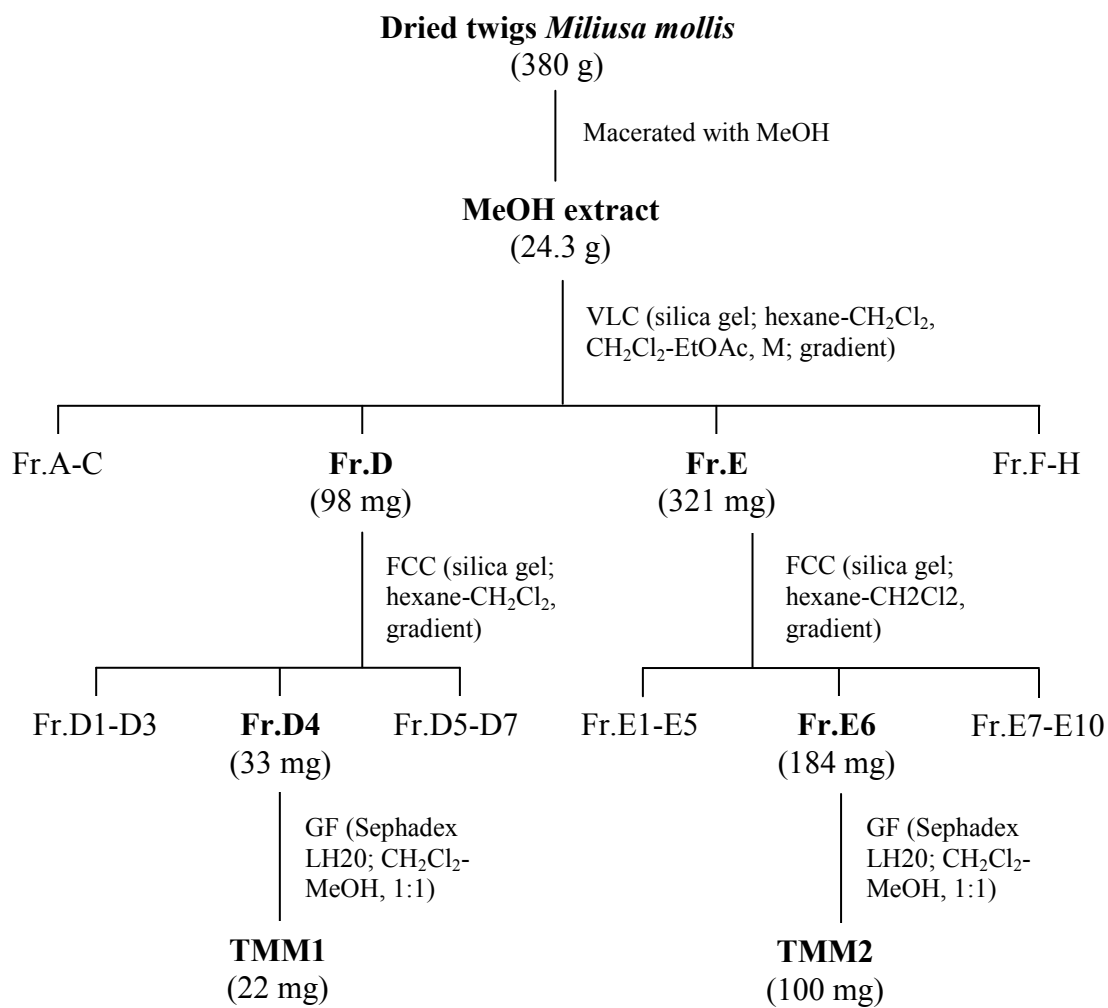 Dried twigs Miliusa mollis
(380 g)
Macerated with MeOH
MeOH extract
(24.3 g)
VLC (silica gel; hexane-CH₂Cl₂,
CH₂Cl₂-EtOAc, M; gradient)
Fr.A-C
Fr.D
(98 mg)
Fr.E
(321 mg)
Fr.F-H
FCC (silica gel;
hexane-CH₂Cl₂,
gradient)
FCC (silica gel;
hexane-CH2Cl2,
gradient)
Fr.D1-D3
Fr.D4
(33 mg)
Fr.D5-D7
Fr.E1-E5
Fr.E6
(184 mg)
Fr.E7-E10
GF (Sephadex
LH20; CH₂Cl₂-
MeOH, 1:1)
GF (Sephadex
LH20; CH₂Cl₂-
MeOH, 1:1)
TMM1
(22 mg)
TMM2
(100 mg)